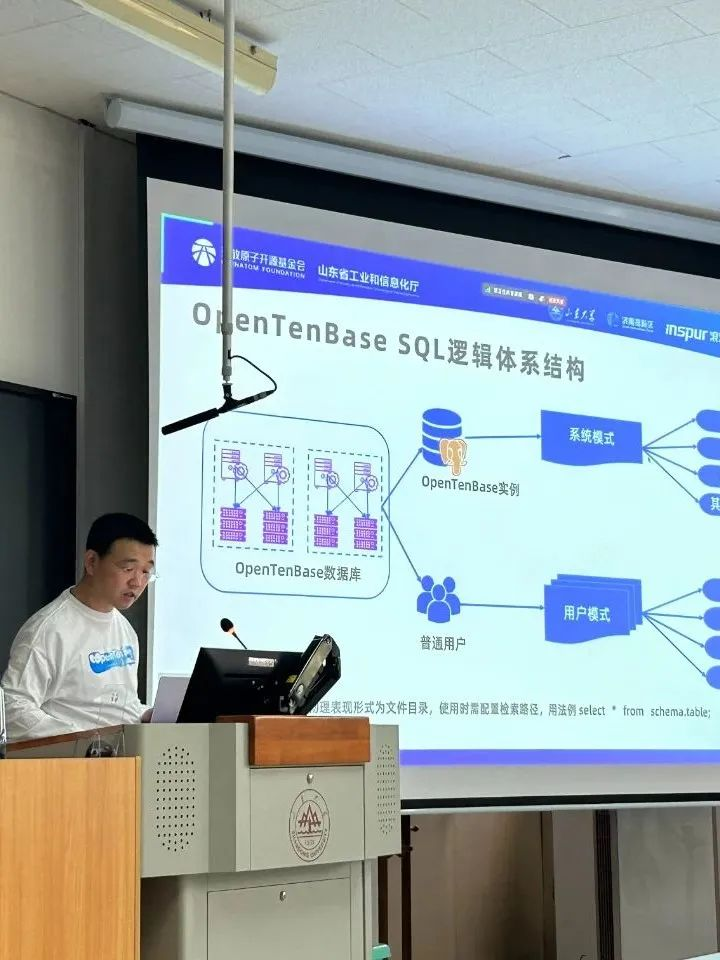 放原子开源基金会
NATOM FOUNDATION
山东省工业和信息化厅
山东大学
济南高新区
inspur 浪
OpenTenBase SQL逻辑体系结构
OpenTenBase实例
系统模式
其
OpenTenBase数据库
普通用户
用户模式
理表现形式为文件目录，使用时需配置检索路径，用法例 select * from schema.table;